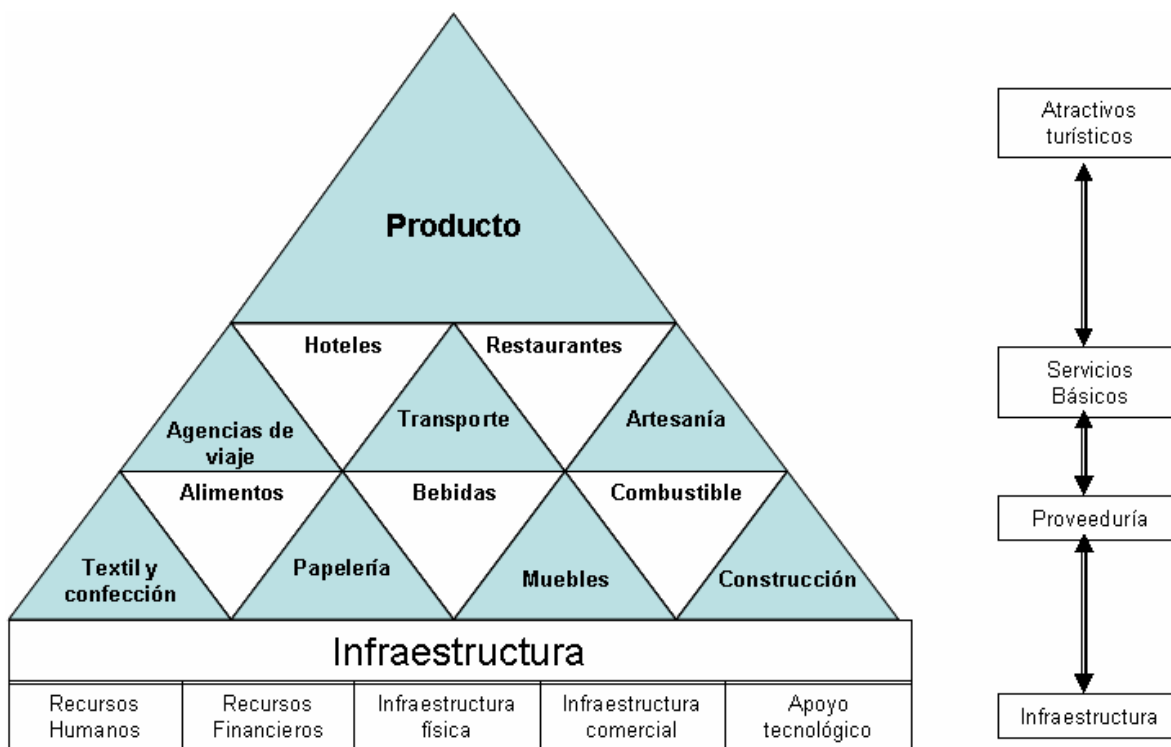 Producto
Hoteles
Restaurantes
Agencias de
viaje
Transporte
Artesanía
Alimentos
Bebidas
Combustible
Textil y
confección
Papelería
Muebles
Construcción
Infraestructura
Recursos
Humanos
Recursos
Financieros
Infraestructura
física
Infraestructura
comercial
Apoyo
tecnológico
Atractivos
turísticos
Servicios
Básicos
Proveeduría
Infraestructura